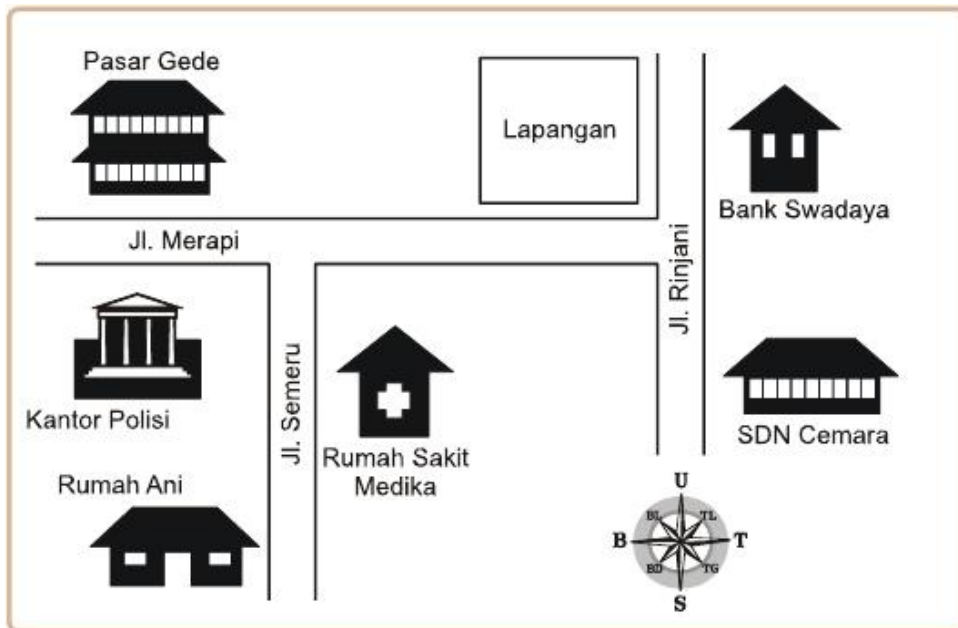 Pasar Gede
Lapangan
Bank Swadaya
Jl. Merapi
Jl. Rinjani
Kantor Polisi
Jl. Semeru
Rumah Sakit
Medika
SDN Cemara
Rumah Ani
U
BL
TL
B
T
BD
TG
S